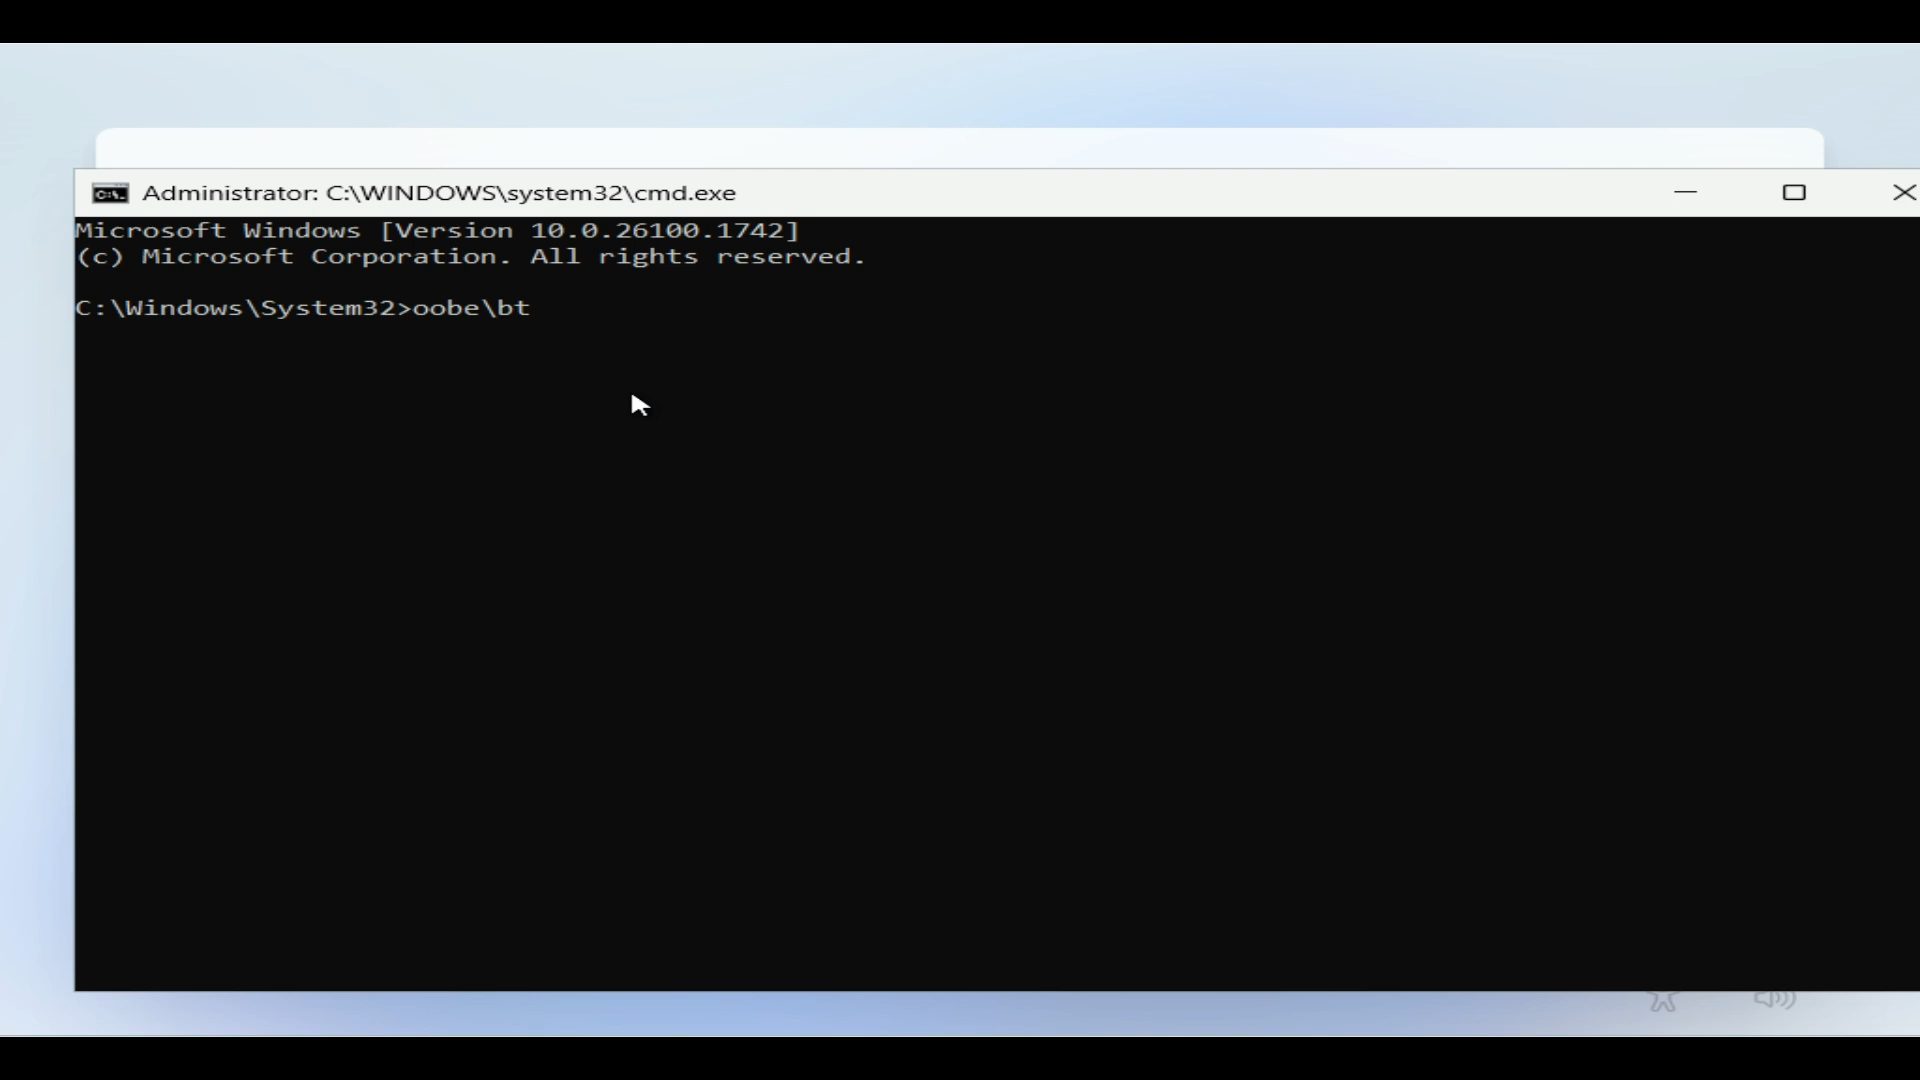 Administrator: C:\WINDOWS\system32\cmd.exe
Microsoft Windows [Version 10.0.26100.1742]
(c) Microsoft Corporation. All rights reserved.
C:\Windows\System32>oobe\bt